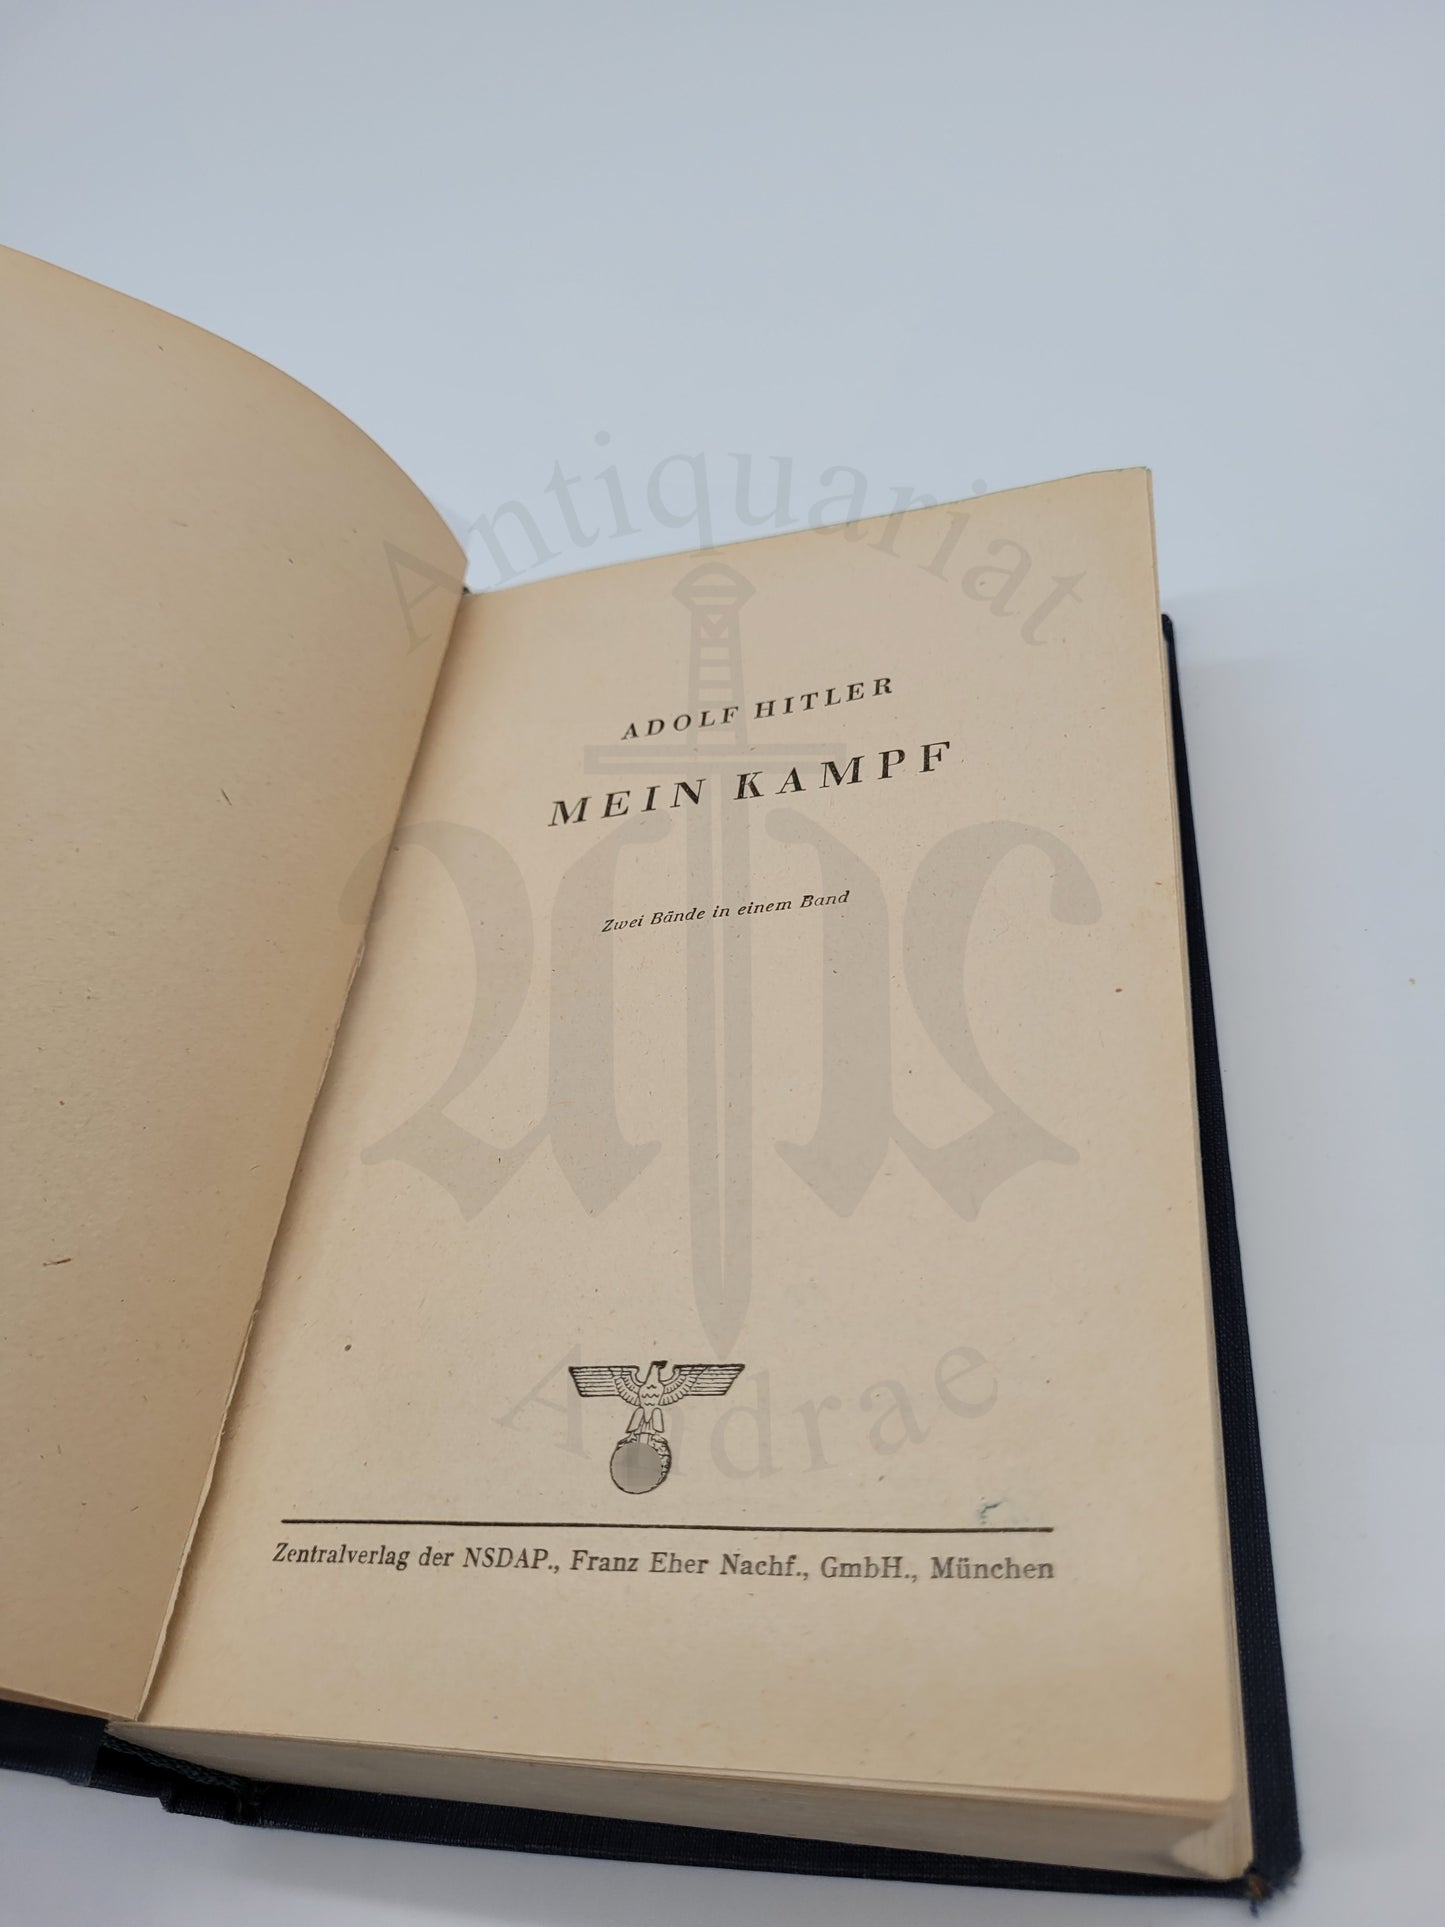 Antiquariat
ADOLF HITLER
MEIN KAMPF
Zwei Bände in einem Band
Andrae
Zentralverlag der NSDAP., Franz Eher Nachf., GmbH., München